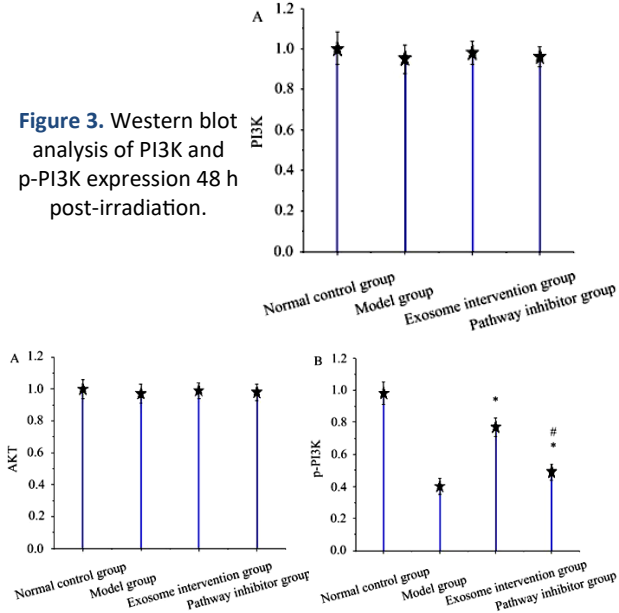 Figure 3. Western blot
analysis of PI3K and
p-PI3K expression 48 h
post-irradiation.
A
PI3K
1.2
1.0
0.8
0.6
0.4
0.2
0.0
Normal control group
Model group
Exosome intervention group
Pathway inhibitor group
A
AKT
1.2
1.0
0.8
0.6
0.4
0.2
0.0
Normal control group
Model group
Exosome intervention group
Pathway inhibitor group
B
p-PI3K
1.2
1.0
0.8
0.6
0.4
0.2
0.0
*
#
*
Normal control group
Model group
Exosome intervention group
Pathway inhibitor group